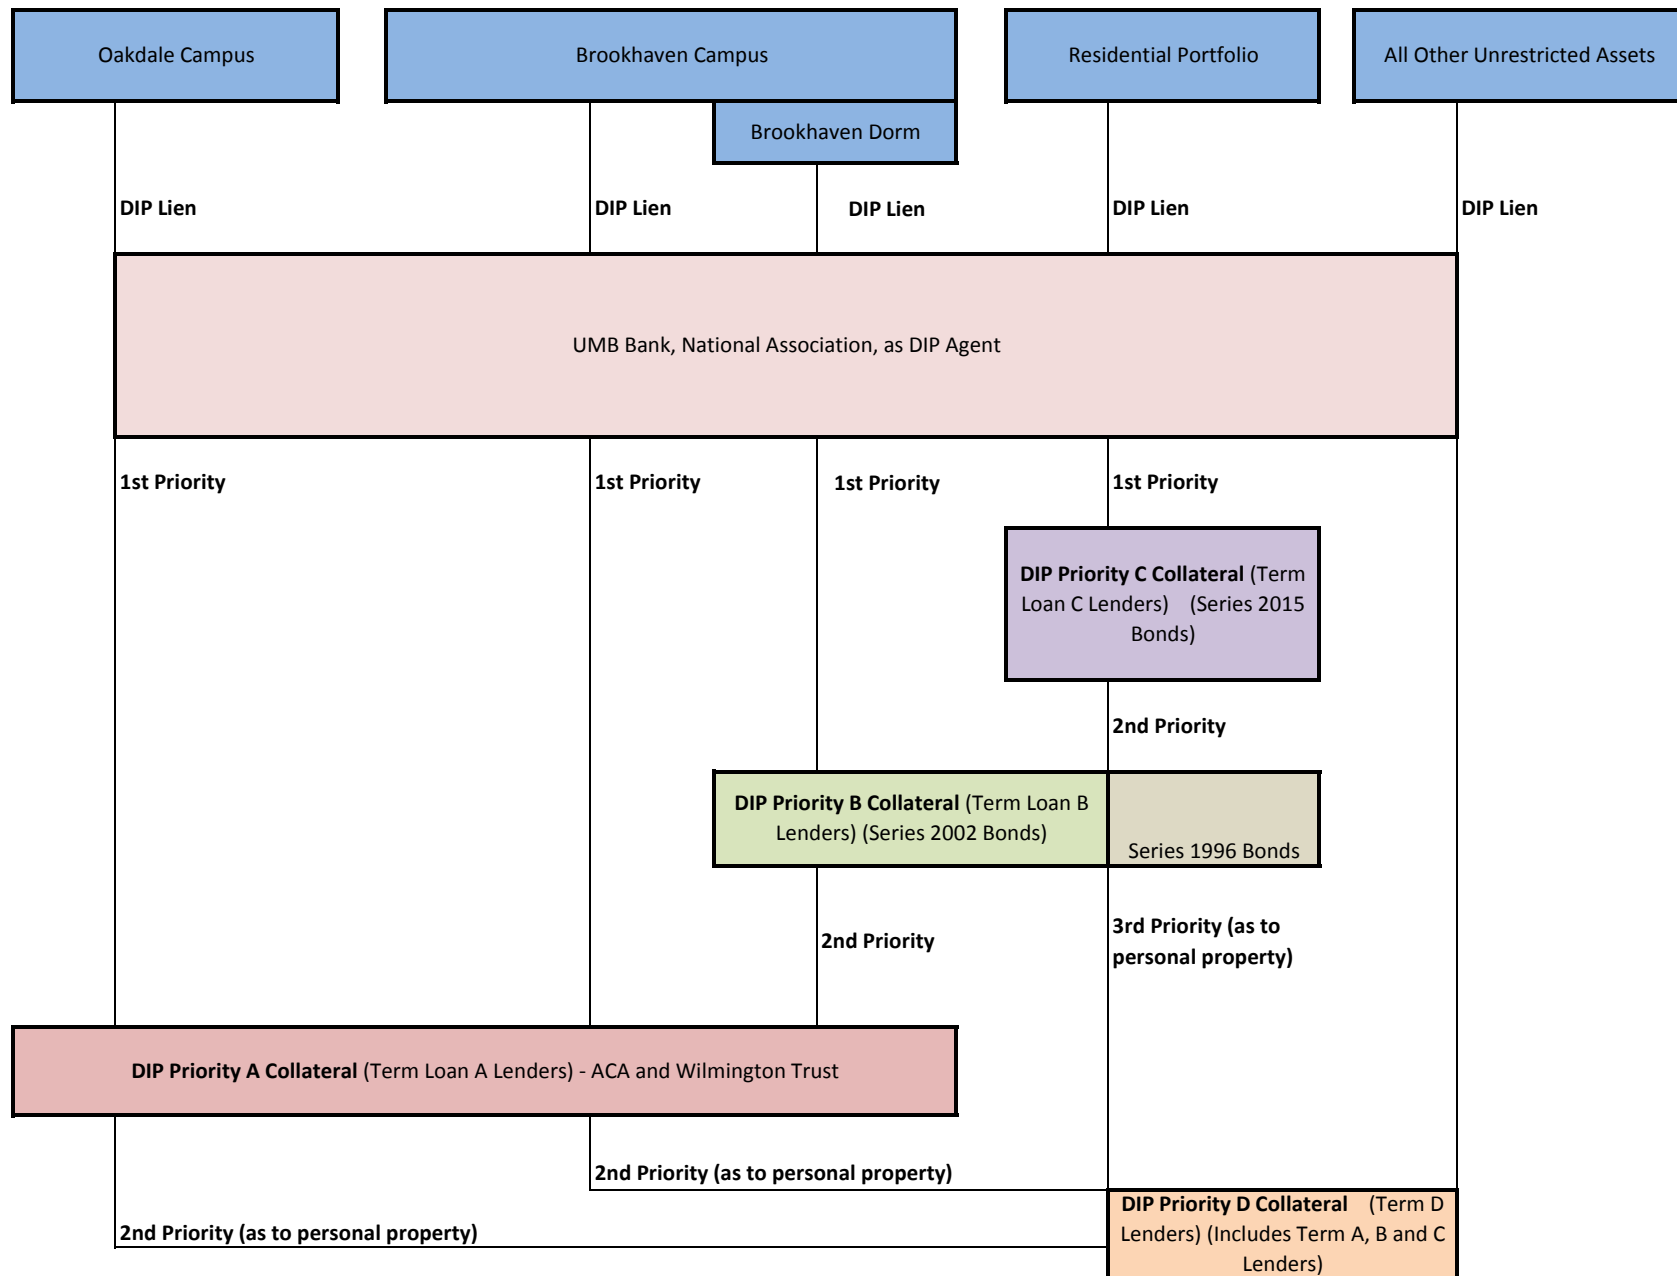 Oakdale Campus
Brookhaven Campus
Residential Portfolio
All Other Unrestricted Assets
Brookhaven Dorm
DIP Lien
DIP Lien
DIP Lien
DIP Lien
DIP Lien
UMB Bank, National Association, as DIP Agent
1st Priority
1st Priority
1st Priority
1st Priority
DIP Priority C Collateral (Term
Loan C Lenders) (Series 2015
Bonds)
2nd Priority
DIP Priority B Collateral (Term Loan B
Lenders) (Series 2002 Bonds)
Series 1996 Bonds
2nd Priority
3rd Priority (as to
personal property)
DIP Priority A Collateral (Term Loan A Lenders) - ACA and Wilmington Trust
2nd Priority (as to personal property)
2nd Priority (as to personal property)
DIP Priority D Collateral (Term D
Lenders) (Includes Term A, B and C
Lenders)